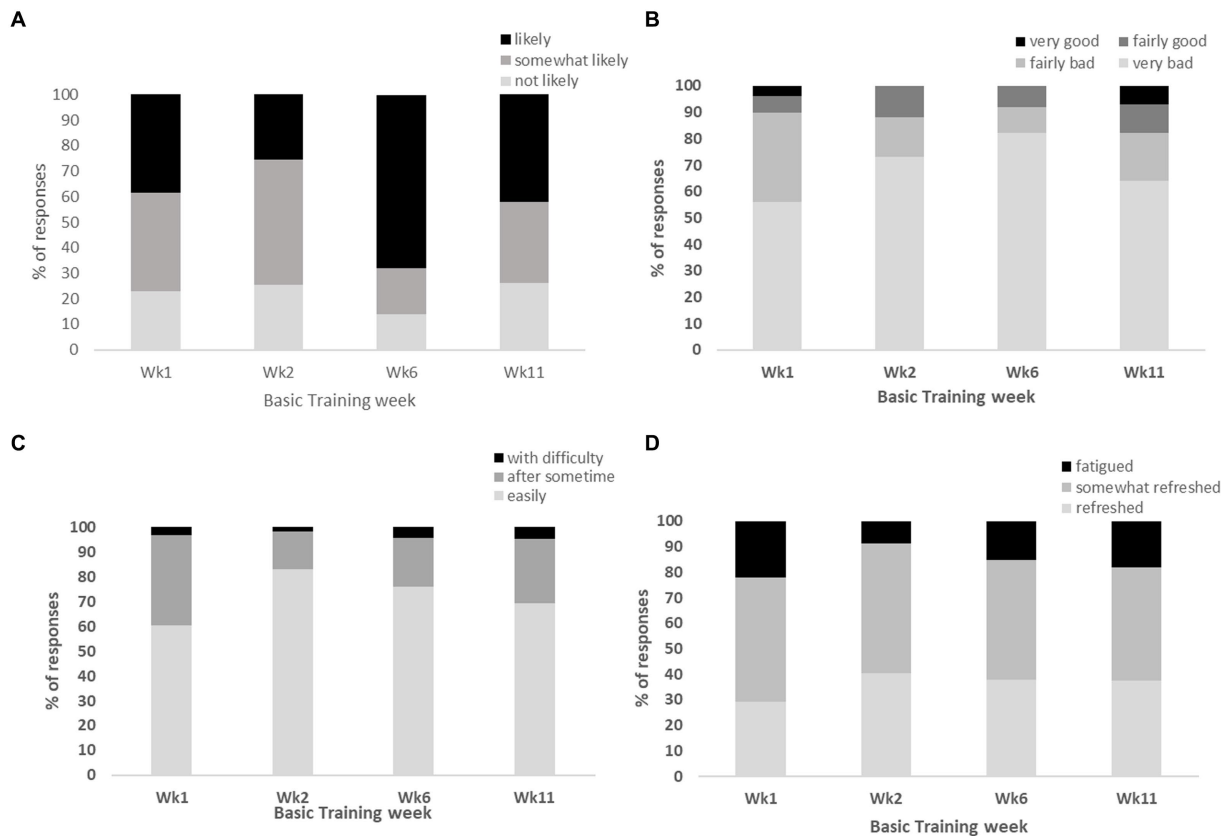 A
likely
somewhat likely
not likely
100
90
80
70
60
50
40
30
20
10
0
% of responses
Wk1 Wk2 Wk6 Wk11
Basic Training week
B
very good fairly good
fairly bad very bad
100
90
80
70
60
50
40
30
20
10
0
% of responses
Wk1 Wk2 Wk6 Wk11
Basic Training week
C
with difficulty
after sometime
easily
100
90
80
70
60
50
40
30
20
10
0
% of responses
Wk1 Wk2 Wk6 Wk11
Basic Training week
D
fatigued
somewhat refreshed
refreshed
100
90
80
70
60
50
40
30
20
10
0
% of responses
Wk1 Wk2 Wk6 Wk11
Basic Training week